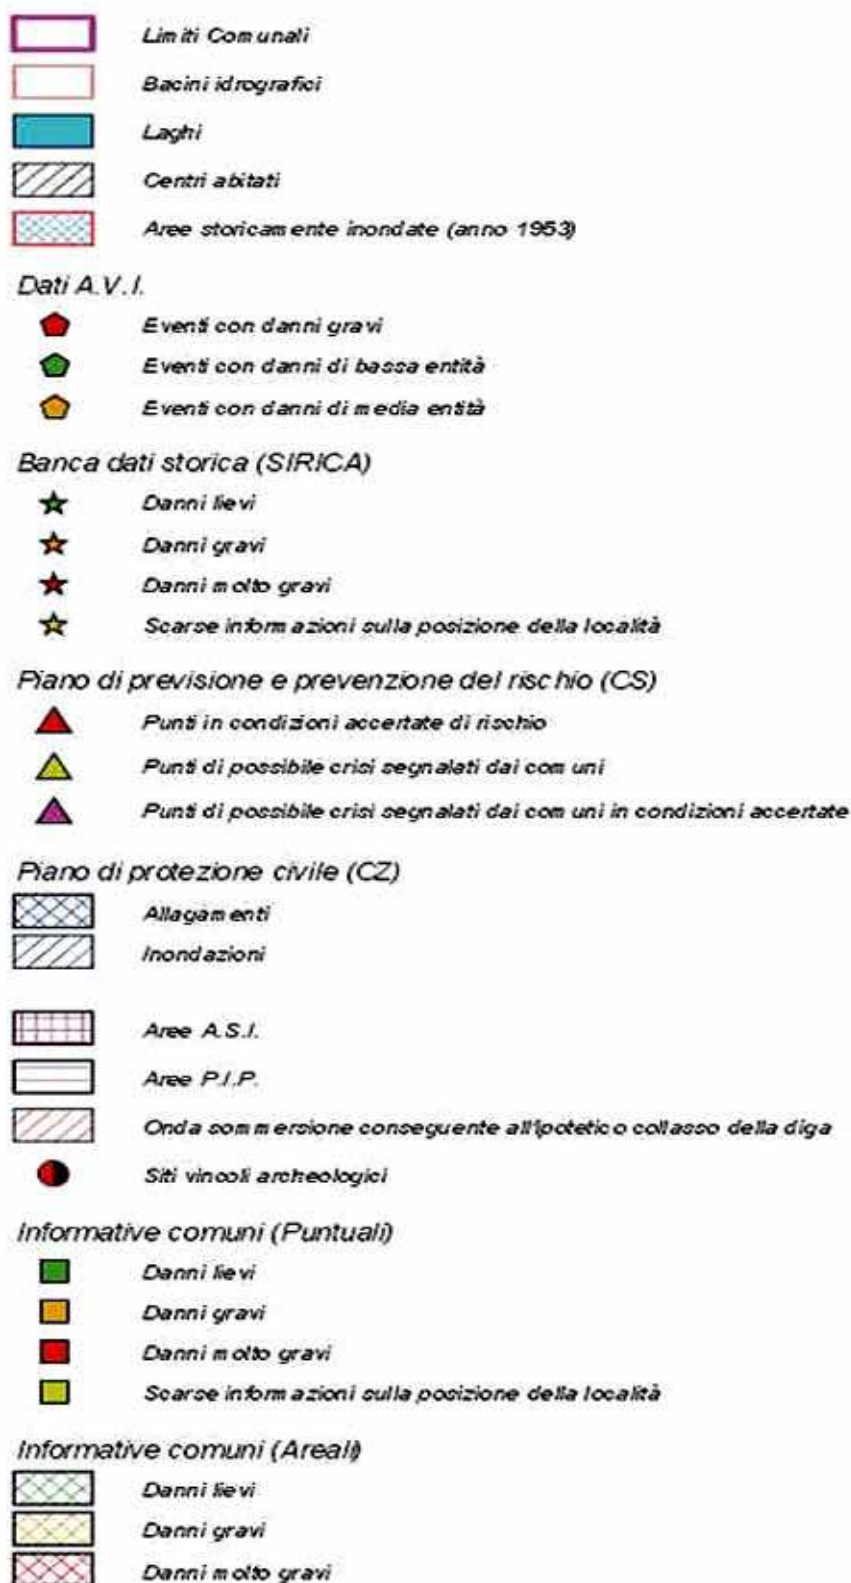 Limiti Comunali
Bacini idrografici
Laghi
Centri abitati
Aree storicamente inondate (anno 1953)
Dati A.V.I.
Eventi con danni gravi
Eventi con danni di bassa entità
Eventi con danni di media entità
Banca dati storica (SIRICA)
Danni lievi
Danni gravi
Danni molto gravi
Scarse informazioni sulla posizione della località
Piano di previsione e prevenzione del rischio (CS)
Punti in condizioni accertate di rischio
Punti di possibile crisi segnalati dai comuni
Punti di possibile crisi segnalati dai comuni in condizioni accertate
Piano di protezione civile (CZ)
Allagamenti
Inondazioni
Aree A.S.I.
Aree P.I.P.
Onda sommersione conseguente all'ipotetico collasso della diga
Siti vincoli archeologici
Informative comuni (Puntuali)
Danni lievi
Danni gravi
Danni molto gravi
Scarse informazioni sulla posizione della località
Informative comuni (Areali)
Danni lievi
Danni gravi
Danni molto gravi